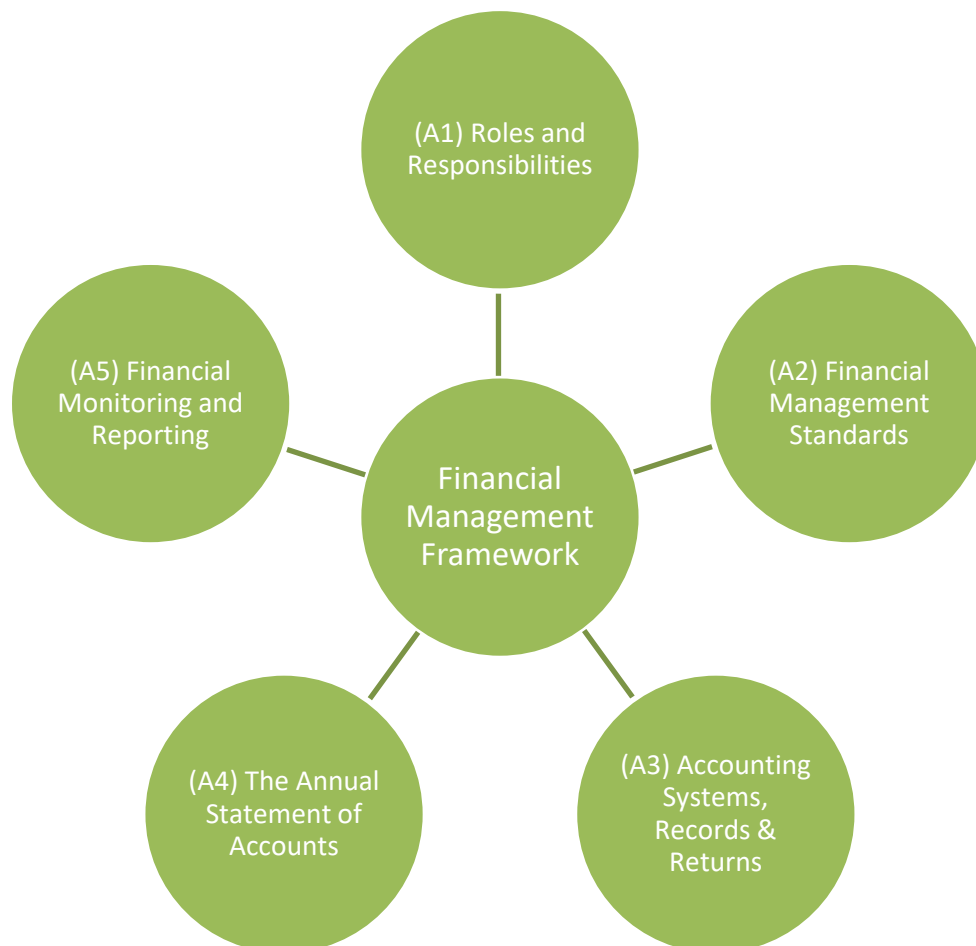 (A1) Roles and
Responsibilities
(A5) Financial
Monitoring and
Reporting
(A2) Financial
Management
Standards
Financial
Management
Framework
(A4) The Annual
Statement of
Accounts
(A3) Accounting
Systems,
Records &
Returns